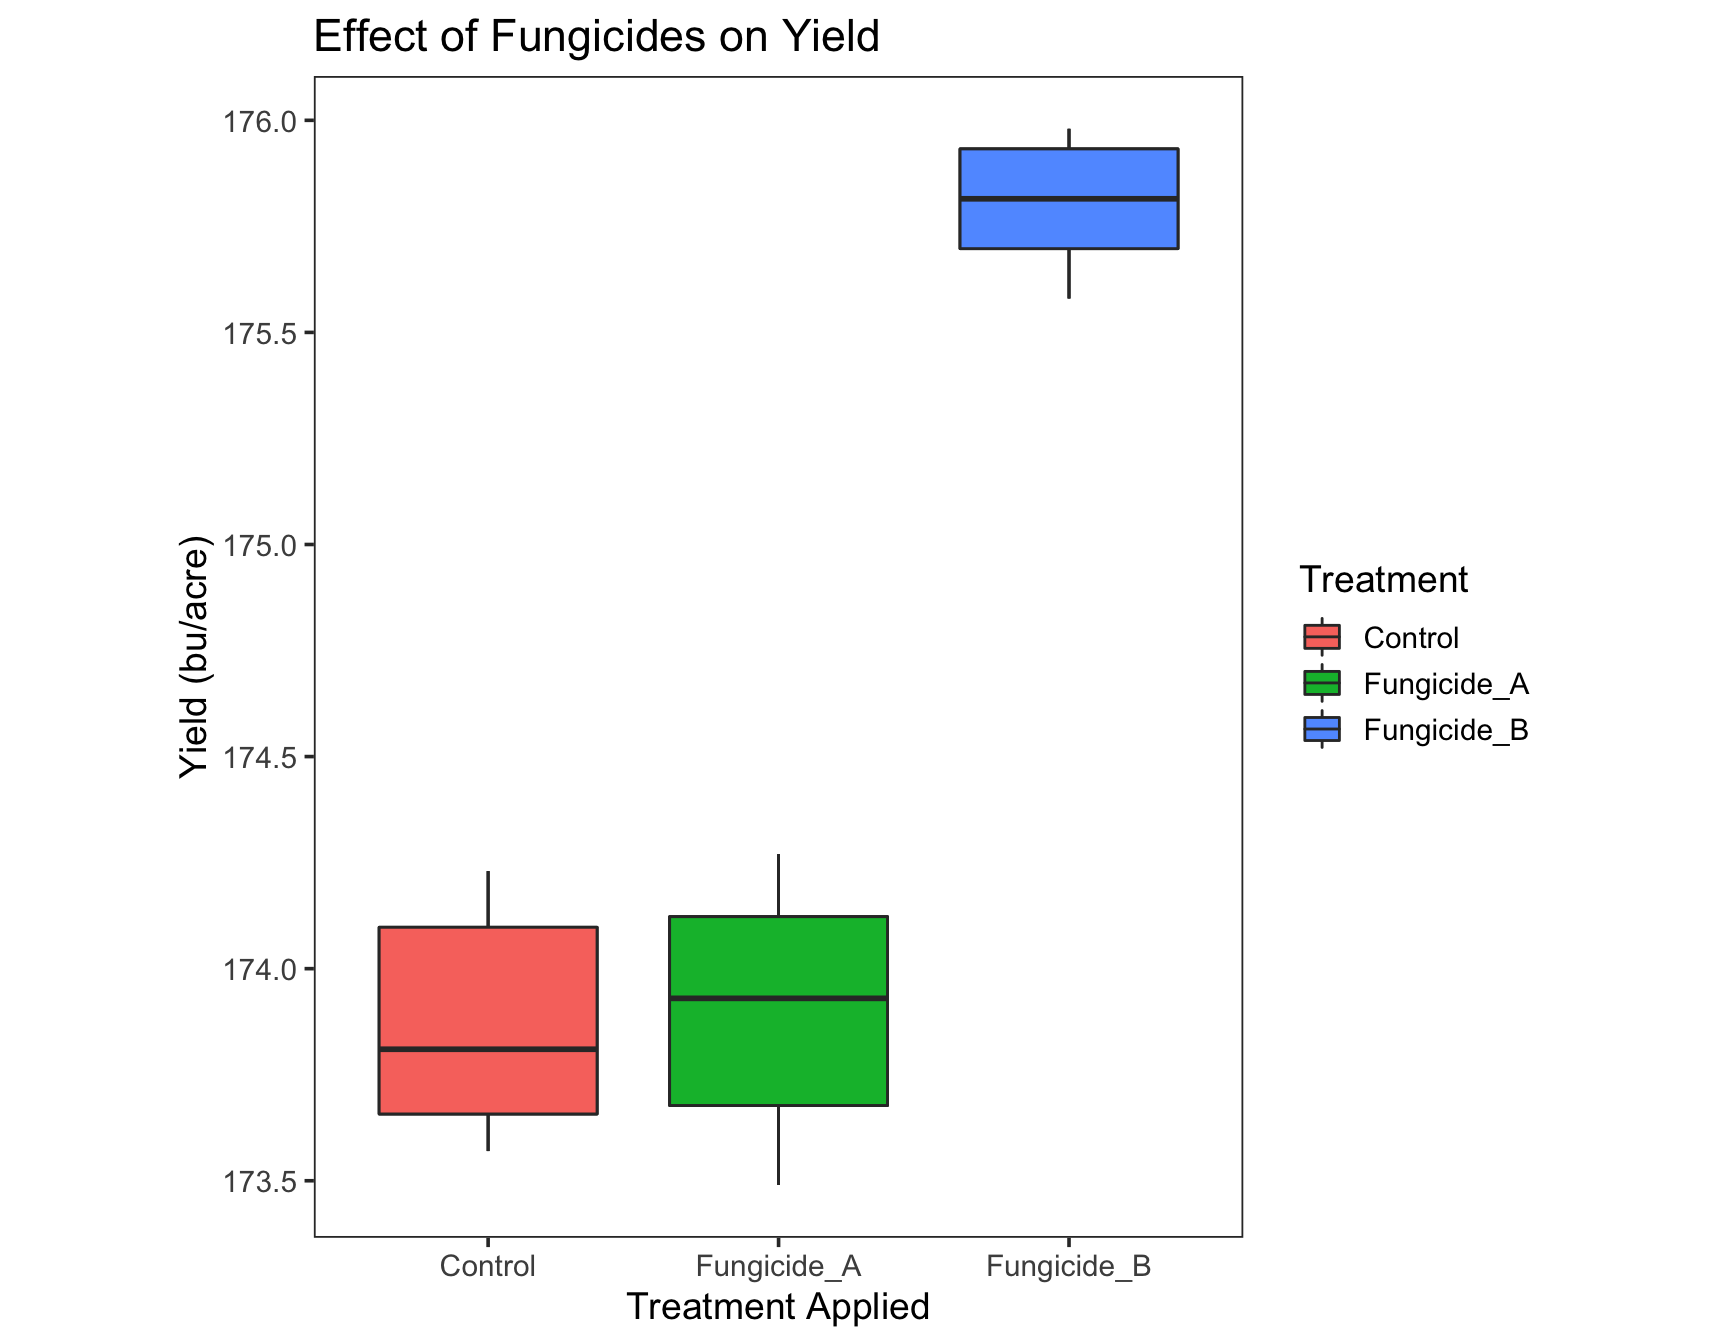 Effect of Fungicides on Yield
176.0
175.5
175.0
174.5
174.0
173.5
Yield (bu/acre)
Control
Fungicide_A
Fungicide_B
Treatment Applied
Treatment
Control
Fungicide_A
Fungicide_B